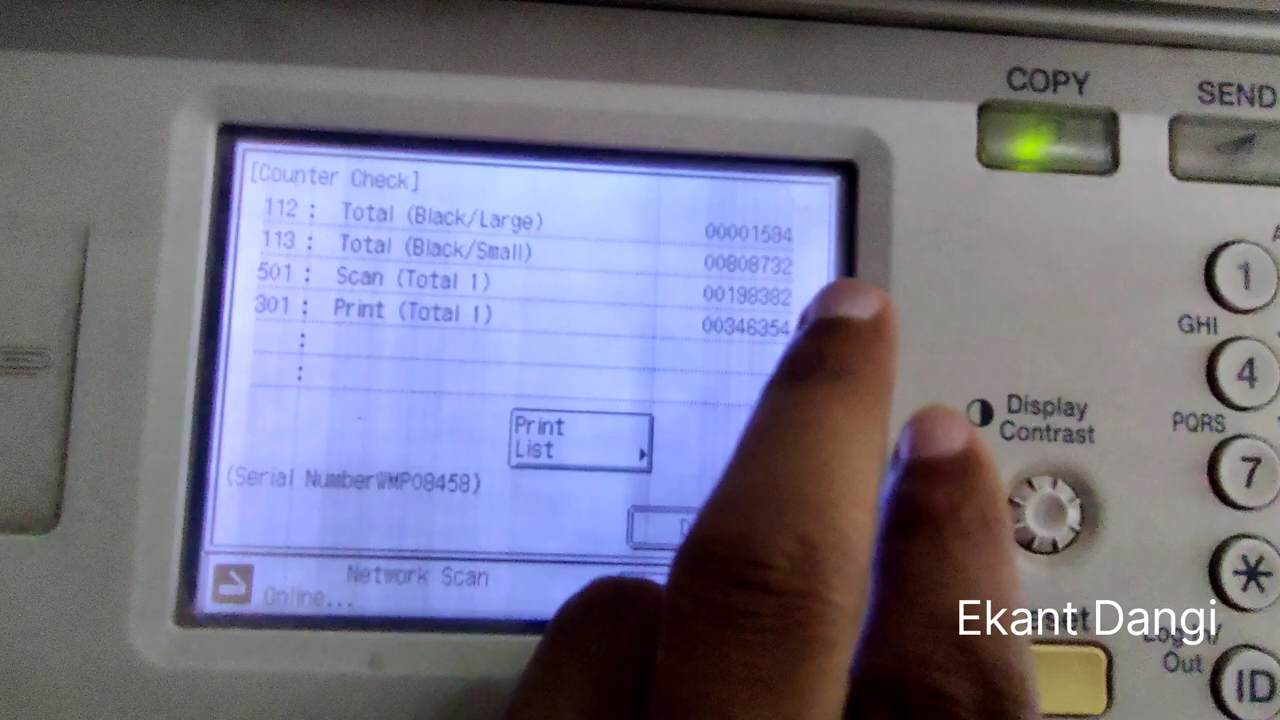 COPY
SEND
[Counter Check]
112 : Total (Black/Large) 00001594
113 : Total (Black/Small) 00808732
501 : Scan (Total 1) 00198382
301 : Print (Total 1) 00346354
:
:
Print
List
(Serial NumberWMP08458)
Network Scan
Online...
1
GHI
4
Display
Contrast
PQRS
7
*
Ekant Dangi
Log In/
Out
ID